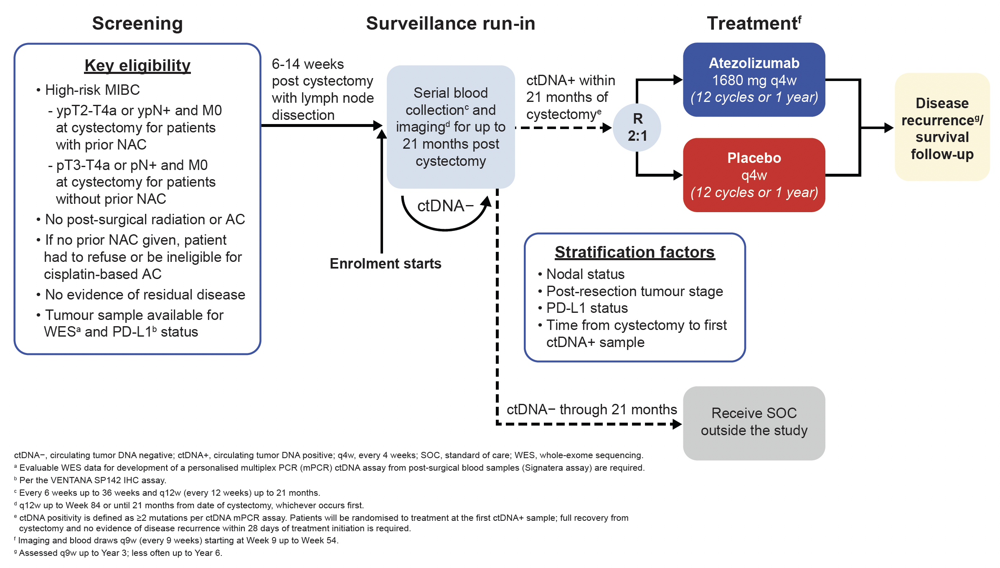 Screening
Key eligibility
• High-risk MIBC
- ypT2-T4a or ypN+ and M0
at cystectomy for patients
with prior NAC
- pT3-T4a or pN+ and M0
at cystectomy for patients
without prior NAC
• No post-surgical radiation or AC
• If no prior NAC given, patient
had to refuse or be ineligible for
cisplatin-based AC
• No evidence of residual disease
• Tumour sample available for
WESᵃ and PD-L1ᵇ status
6-14 weeks
post cystectomy
with lymph node
dissection
Enrolment starts
Surveillance run-in
Serial blood
collectionᶜ and
imagingᵈ for up to
21 months post
cystectomy
ctDNA−
ctDNA+ within
21 months of
cystectomyᵉ
R
2:1
Treatmentᶠ
Atezolizumab
1680 mg q4w
(12 cycles or 1 year)
Placebo
q4w
(12 cycles or 1 year)
Disease
recurrenceᵍ/
survival
follow-up
Stratification factors
• Nodal status
• Post-resection tumour stage
• PD-L1 status
• Time from cystectomy to first
ctDNA+ sample
ctDNA− through 21 months
Receive SOC
outside the study
ctDNA−, circulating tumor DNA negative; ctDNA+, circulating tumor DNA positive; q4w, every 4 weeks; SOC, standard of care; WES, whole-exome sequencing.
ᵃ Evaluable WES data for development of a personalised multiplex PCR (mPCR) ctDNA assay from post-surgical blood samples (Signatera assay) are required.
ᵇ Per the VENTANA SP142 IHC assay.
ᶜ Every 6 weeks up to 36 weeks and q12w (every 12 weeks) up to 21 months.
ᵈ q12w up to Week 84 or until 21 months from date of cystectomy, whichever occurs first.
ᵉ ctDNA positivity is defined as ≥2 mutations per ctDNA mPCR assay. Patients will be randomised to treatment at the first ctDNA+ sample; full recovery from
cystectomy and no evidence of disease recurrence within 28 days of treatment initiation is required.
ᶠ Imaging and blood draws q9w (every 9 weeks) starting at Week 9 up to Week 54.
ᵍ Assessed q9w up to Year 3; less often up to Year 6.